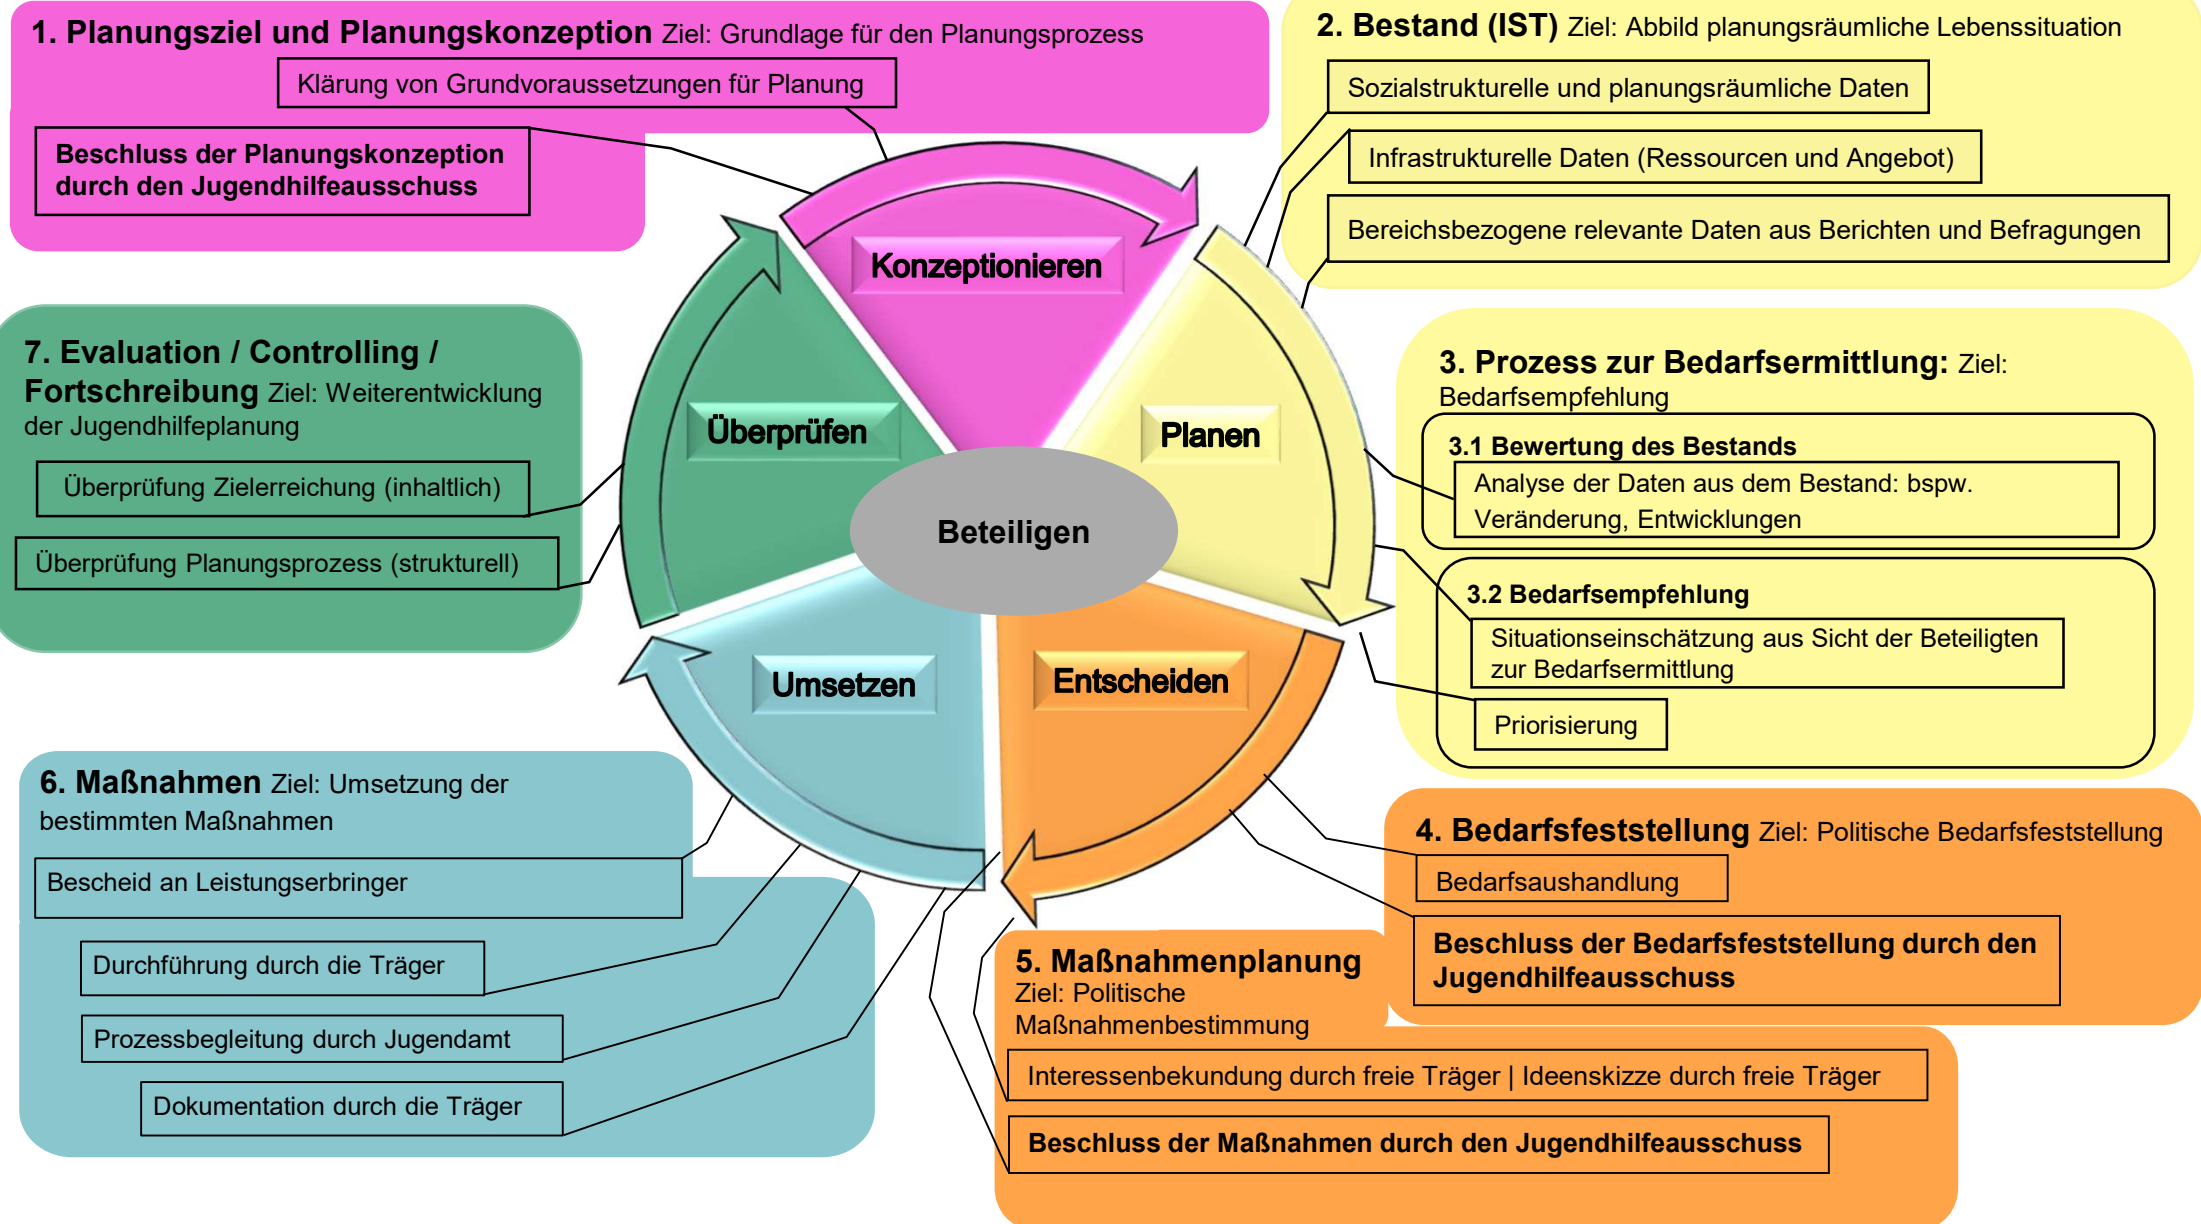 1. Planungsziel und Planungskonzeption Ziel: Grundlage für den Planungsprozess
Klärung von Grundvoraussetzungen für Planung
Beschluss der Planungskonzeption
durch den Jugendhilfeausschuss
2. Bestand (IST) Ziel: Abbild planungsräumliche Lebenssituation
Sozialstrukturelle und planungsräumliche Daten
Infrastrukturelle Daten (Ressourcen und Angebot)
Bereichsbezogene relevante Daten aus Berichten und Befragungen
3. Prozess zur Bedarfsermittlung: Ziel:
Bedarfsempfehlung
3.1 Bewertung des Bestands
Analyse der Daten aus dem Bestand: bspw.
Veränderung, Entwicklungen
3.2 Bedarfsempfehlung
Situationseinschätzung aus Sicht der Beteiligten
zur Bedarfsermittlung
Priorisierung
4. Bedarfsfeststellung Ziel: Politische Bedarfsfeststellung
Bedarfsaushandlung
Beschluss der Bedarfsfeststellung durch den
Jugendhilfeausschuss
5. Maßnahmenplanung
Ziel: Politische
Maßnahmenbestimmung
Interessenbekundung durch freie Träger | Ideenskizze durch freie Träger
Beschluss der Maßnahmen durch den Jugendhilfeausschuss
6. Maßnahmen Ziel: Umsetzung der
bestimmten Maßnahmen
Bescheid an Leistungserbringer
Durchführung durch die Träger
Prozessbegleitung durch Jugendamt
Dokumentation durch die Träger
7. Evaluation / Controlling /
Fortschreibung Ziel: Weiterentwicklung
der Jugendhilfeplanung
Überprüfung Zielerreichung (inhaltlich)
Überprüfung Planungsprozess (strukturell)
Konzeptionieren
Planen
Entscheiden
Umsetzen
Überprüfen
Beteiligen